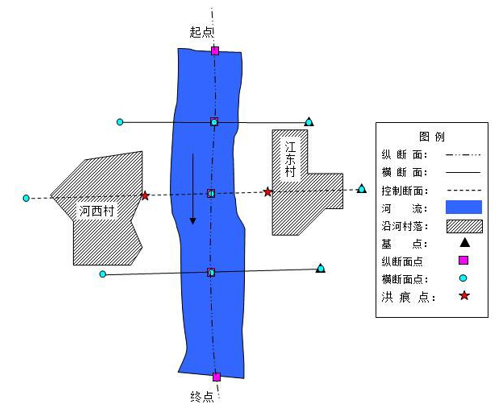 起点
江东村
河西村
终点
图 例
纵 断 面：
横 断 面：
控制断面：
河 流：
沿河村落：
基 点：
纵断面点
横断面点：
洪 痕 点：